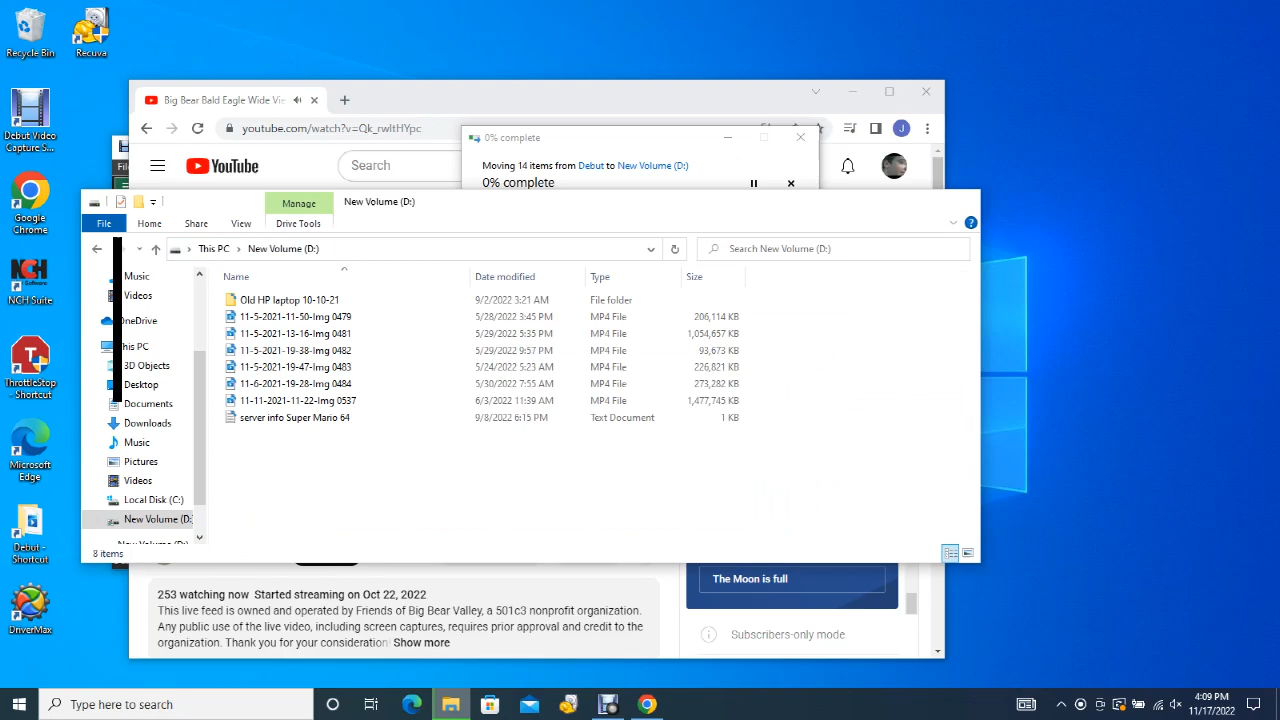 Recycle Bin
Recuva
Debut Video
Capture S...
Google
Chrome
NCH Suite
ThrottleStop
- Shortcut
Microsoft
Edge
Debut -
Shortcut
DriverMax
Big Bear Bald Eagle Wide Vie
youtube.com/watch?v=Qk_rwltHYpc
J
YouTube
Search
0% complete
Moving 14 items from Debut to New Volume (D:)
0% complete
Manage
New Volume (D:)
File
Home
Share
View
Drive Tools
This PC
New Volume (D:)
Search New Volume (D:)
Music
Videos
OneDrive
his PC
3D Objects
Desktop
Documents
Downloads
Music
Pictures
Videos
Local Disk (C:)
New Volume (D:
New Volume (D:)
Name Date modified Type Size
Old HP laptop 10-10-21 9/2/2022 3:21 AM File folder
11-5-2021-11-50-Img 0479 5/28/2022 3:45 PM MP4 File 206,114 KB
11-5-2021-13-16-Img 0481 5/29/2022 5:35 PM MP4 File 1,054,657 KB
11-5-2021-19-38-Img 0482 5/29/2022 9:57 PM MP4 File 93,673 KB
11-5-2021-19-47-Img 0483 5/24/2022 5:23 AM MP4 File 226,821 KB
11-6-2021-19-28-Img 0484 5/30/2022 7:55 AM MP4 File 273,282 KB
11-11-2021-11-22-Img 0537 6/3/2022 11:39 AM MP4 File 1,477,745 KB
server info Super Mario 64 9/8/2022 6:15 PM Text Document 1 KB
8 items
253 watching now Started streaming on Oct 22, 2022
This live feed is owned and operated by Friends of Big Bear Valley, a 501c3 nonprofit organization.
Any public use of the live video, including screen captures, requires prior approval and credit to the
organization. Thank you for your consideration! Show more
The Moon is full
Subscribers-only mode
Type here to search
4:09 PM
11/17/2022